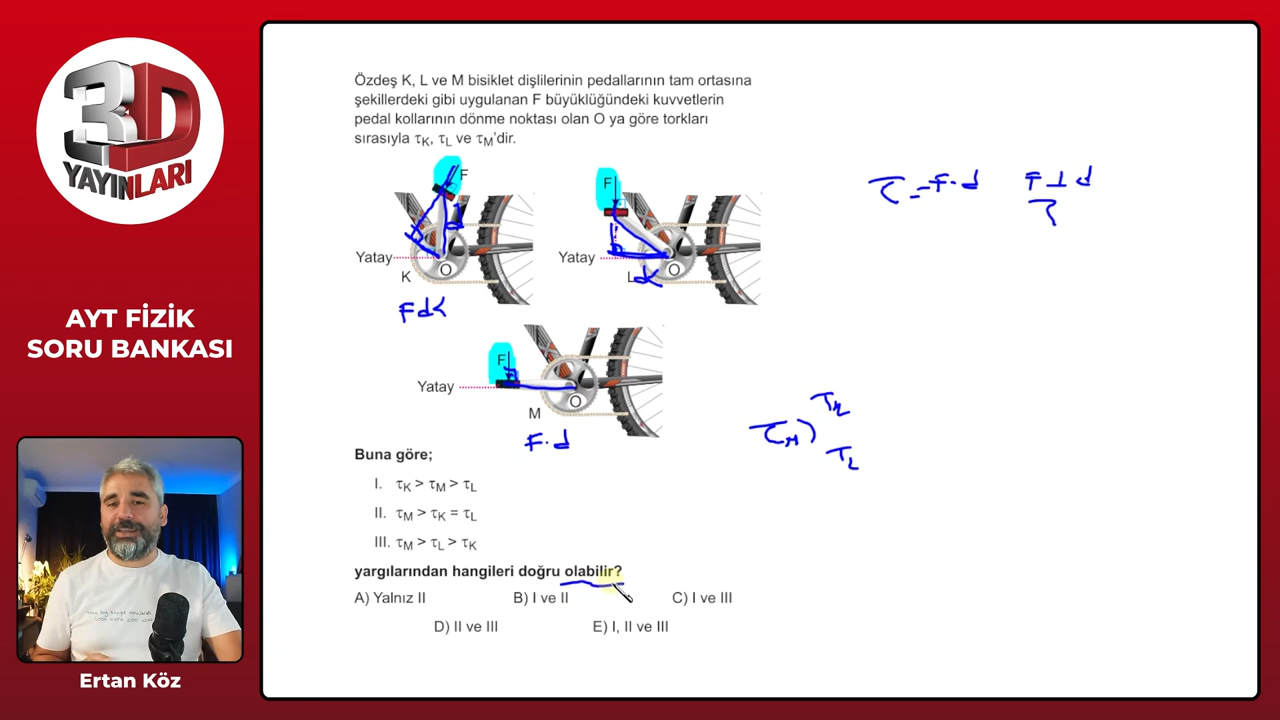 3D
YAYINLARI
AYT FİZİK
SORU BANKASI
Ertan Köz
Özdeş K, L ve M bisiklet dişlilerinin pedallarının tam ortasına
şekillerdeki gibi uygulanan F büyüklüğündeki kuvvetlerin
pedal kollarının dönme noktası olan O ya göre torkları
sırasıyla τK, τL ve τM'dir.
F
Yatay
O
K
F
Yatay
O
L
F
Yatay
O
M
F·d
τ = F·d
F ⊥ d
τM > τK
τL
Buna göre;
I. τK > τM > τL
II. τM > τK = τL
III. τM > τL > τK
yargılarından hangileri doğru olabilir?
A) Yalnız II
B) I ve II
C) I ve III
D) II ve III
E) I, II ve III